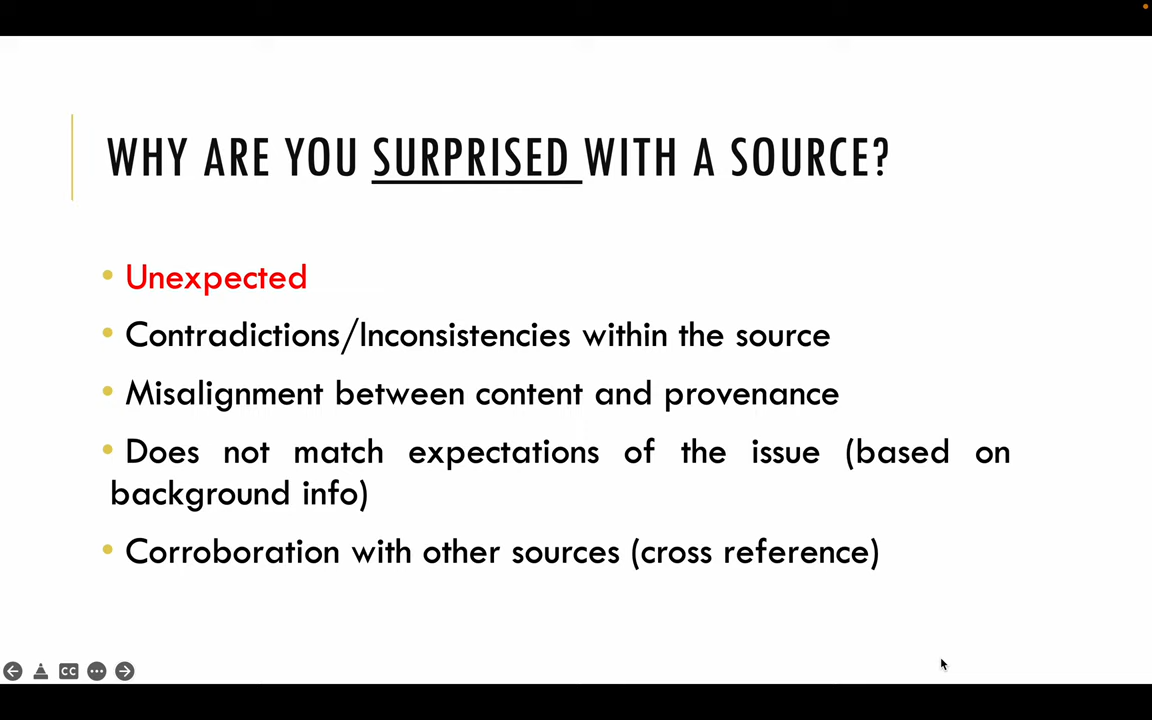 WHY ARE YOU SURPRISED WITH A SOURCE?
• Unexpected
• Contradictions/Inconsistencies within the source
• Misalignment between content and provenance
• Does not match expectations of the issue (based on
background info)
• Corroboration with other sources (cross reference)
CC